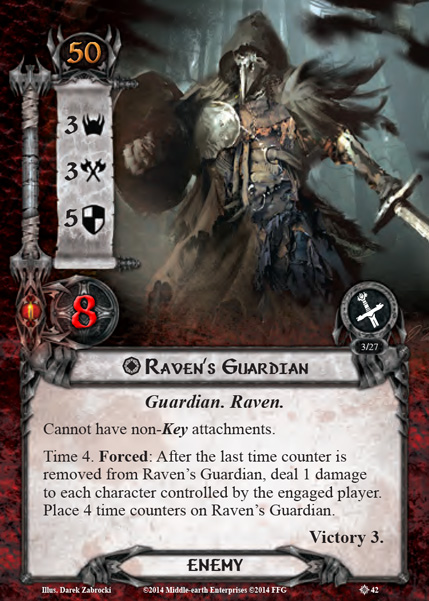 50
3
3
5
8
3/27
Raven's Guardian
Guardian. Raven.
Cannot have non-Key attachments.
Time 4. Forced: After the last time counter is
removed from Raven's Guardian, deal 1 damage
to each character controlled by the engaged player.
Place 4 time counters on Raven's Guardian.
Victory 3.
ENEMY
Illus. Darek Zabrocki ©2014 Middle-earth Enterprises ©2014 FFG 42